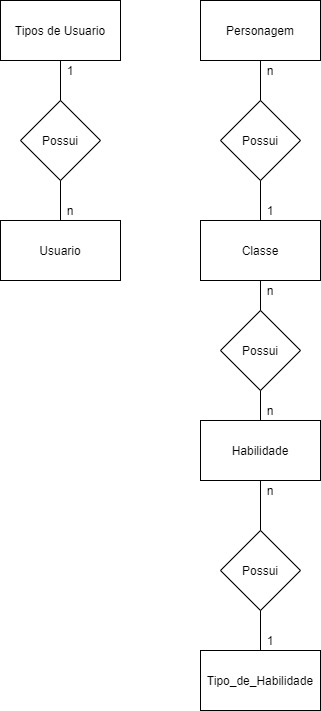 Tipos de Usuario
1
Possui
n
Usuario
Personagem
n
Possui
1
Classe
n
Possui
n
Habilidade
n
Possui
1
Tipo_de_Habilidade